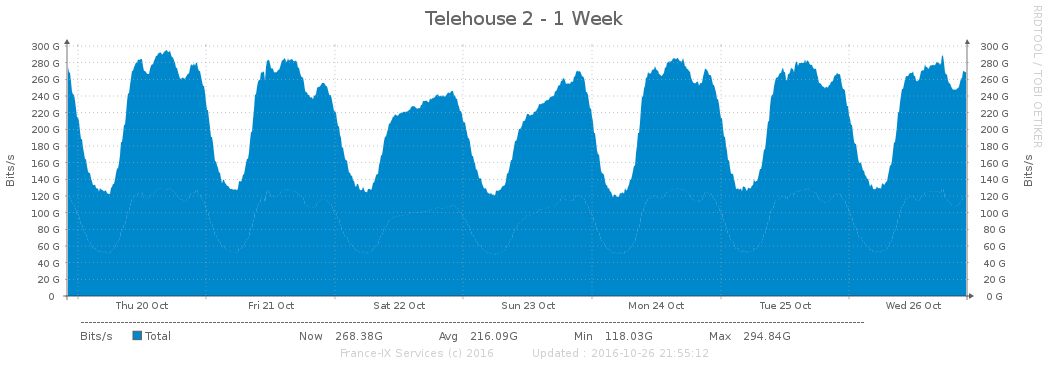 Telehouse 2 - 1 Week
RRDTOOL / TOBI OETIKER
Bits/s
300 G 300 G
280 G 280 G
260 G 260 G
240 G 240 G
220 G 220 G
200 G 200 G
180 G 180 G
160 G 160 G
140 G 140 G
120 G 120 G
100 G 100 G
80 G 80 G
60 G 60 G
40 G 40 G
20 G 20 G
0 0 G
Bits/s
Thu 20 Oct Fri 21 Oct Sat 22 Oct Sun 23 Oct Mon 24 Oct Tue 25 Oct Wed 26 Oct
Bits/s Total Now 268.38G Avg 216.09G Min 118.03G Max 294.84G
France-IX Services (c) 2016 Updated : 2016-10-26 21:55:12